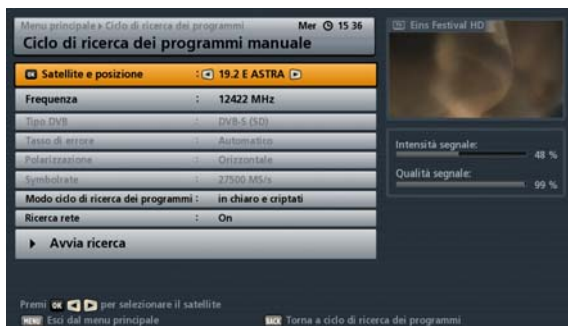 Menu principale ▸ Ciclo di ricerca dei programmi Mer 15 36
Ciclo di ricerca dei programmi manuale
OK Satellite e posizione : ◂ 19.2 E ASTRA ▸
Frequenza : 12422 MHz
Tipo DVB : DVB-S (SD)
Tasso di errore : Automatico
Polarizzazione : Orizzontale
Symbolrate : 27500 MS/s
Modo ciclo di ricerca dei programmi : in chiaro e criptati
Ricerca rete : On
▸ Avvia ricerca
TV Eins Festival HD
Intensità segnale:
48 %
Qualità segnale:
99 %
Premi OK ◂ ▸ per selezionare il satellite
MENU Esci dal menu principale BACK Torna a ciclo di ricerca dei programmi